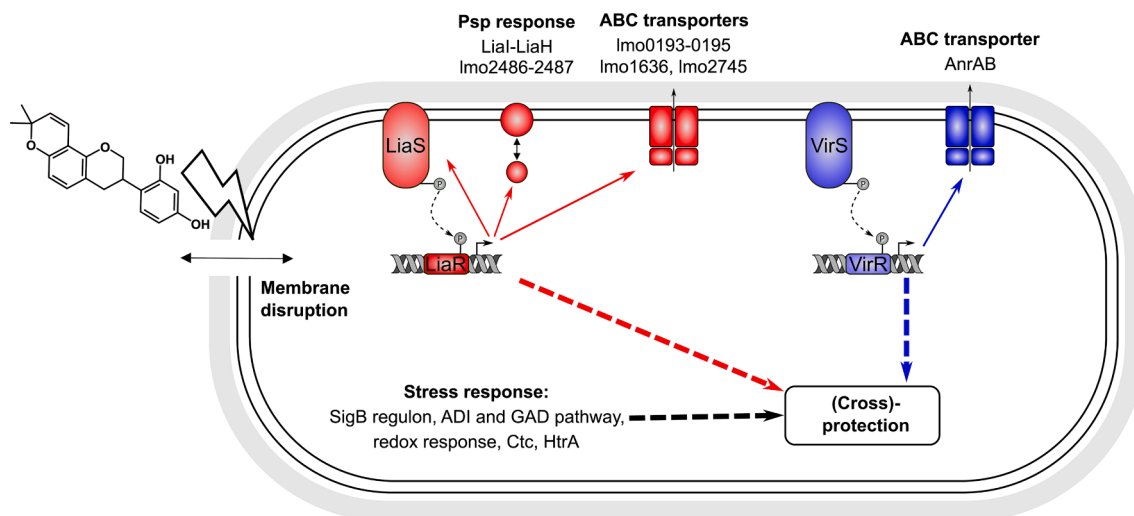 Psp response
LiaI-LiaH
lmo2486-2487
ABC transporters
lmo0193-0195
lmo1636, lmo2745
ABC transporter
AnrAB
O
O
OH
OH
LiaS
P
P
LiaR
VirS
P
P
VirR
Membrane
disruption
Stress response:
SigB regulon, ADI and GAD pathway,
redox response, Ctc, HtrA
(Cross)-
protection